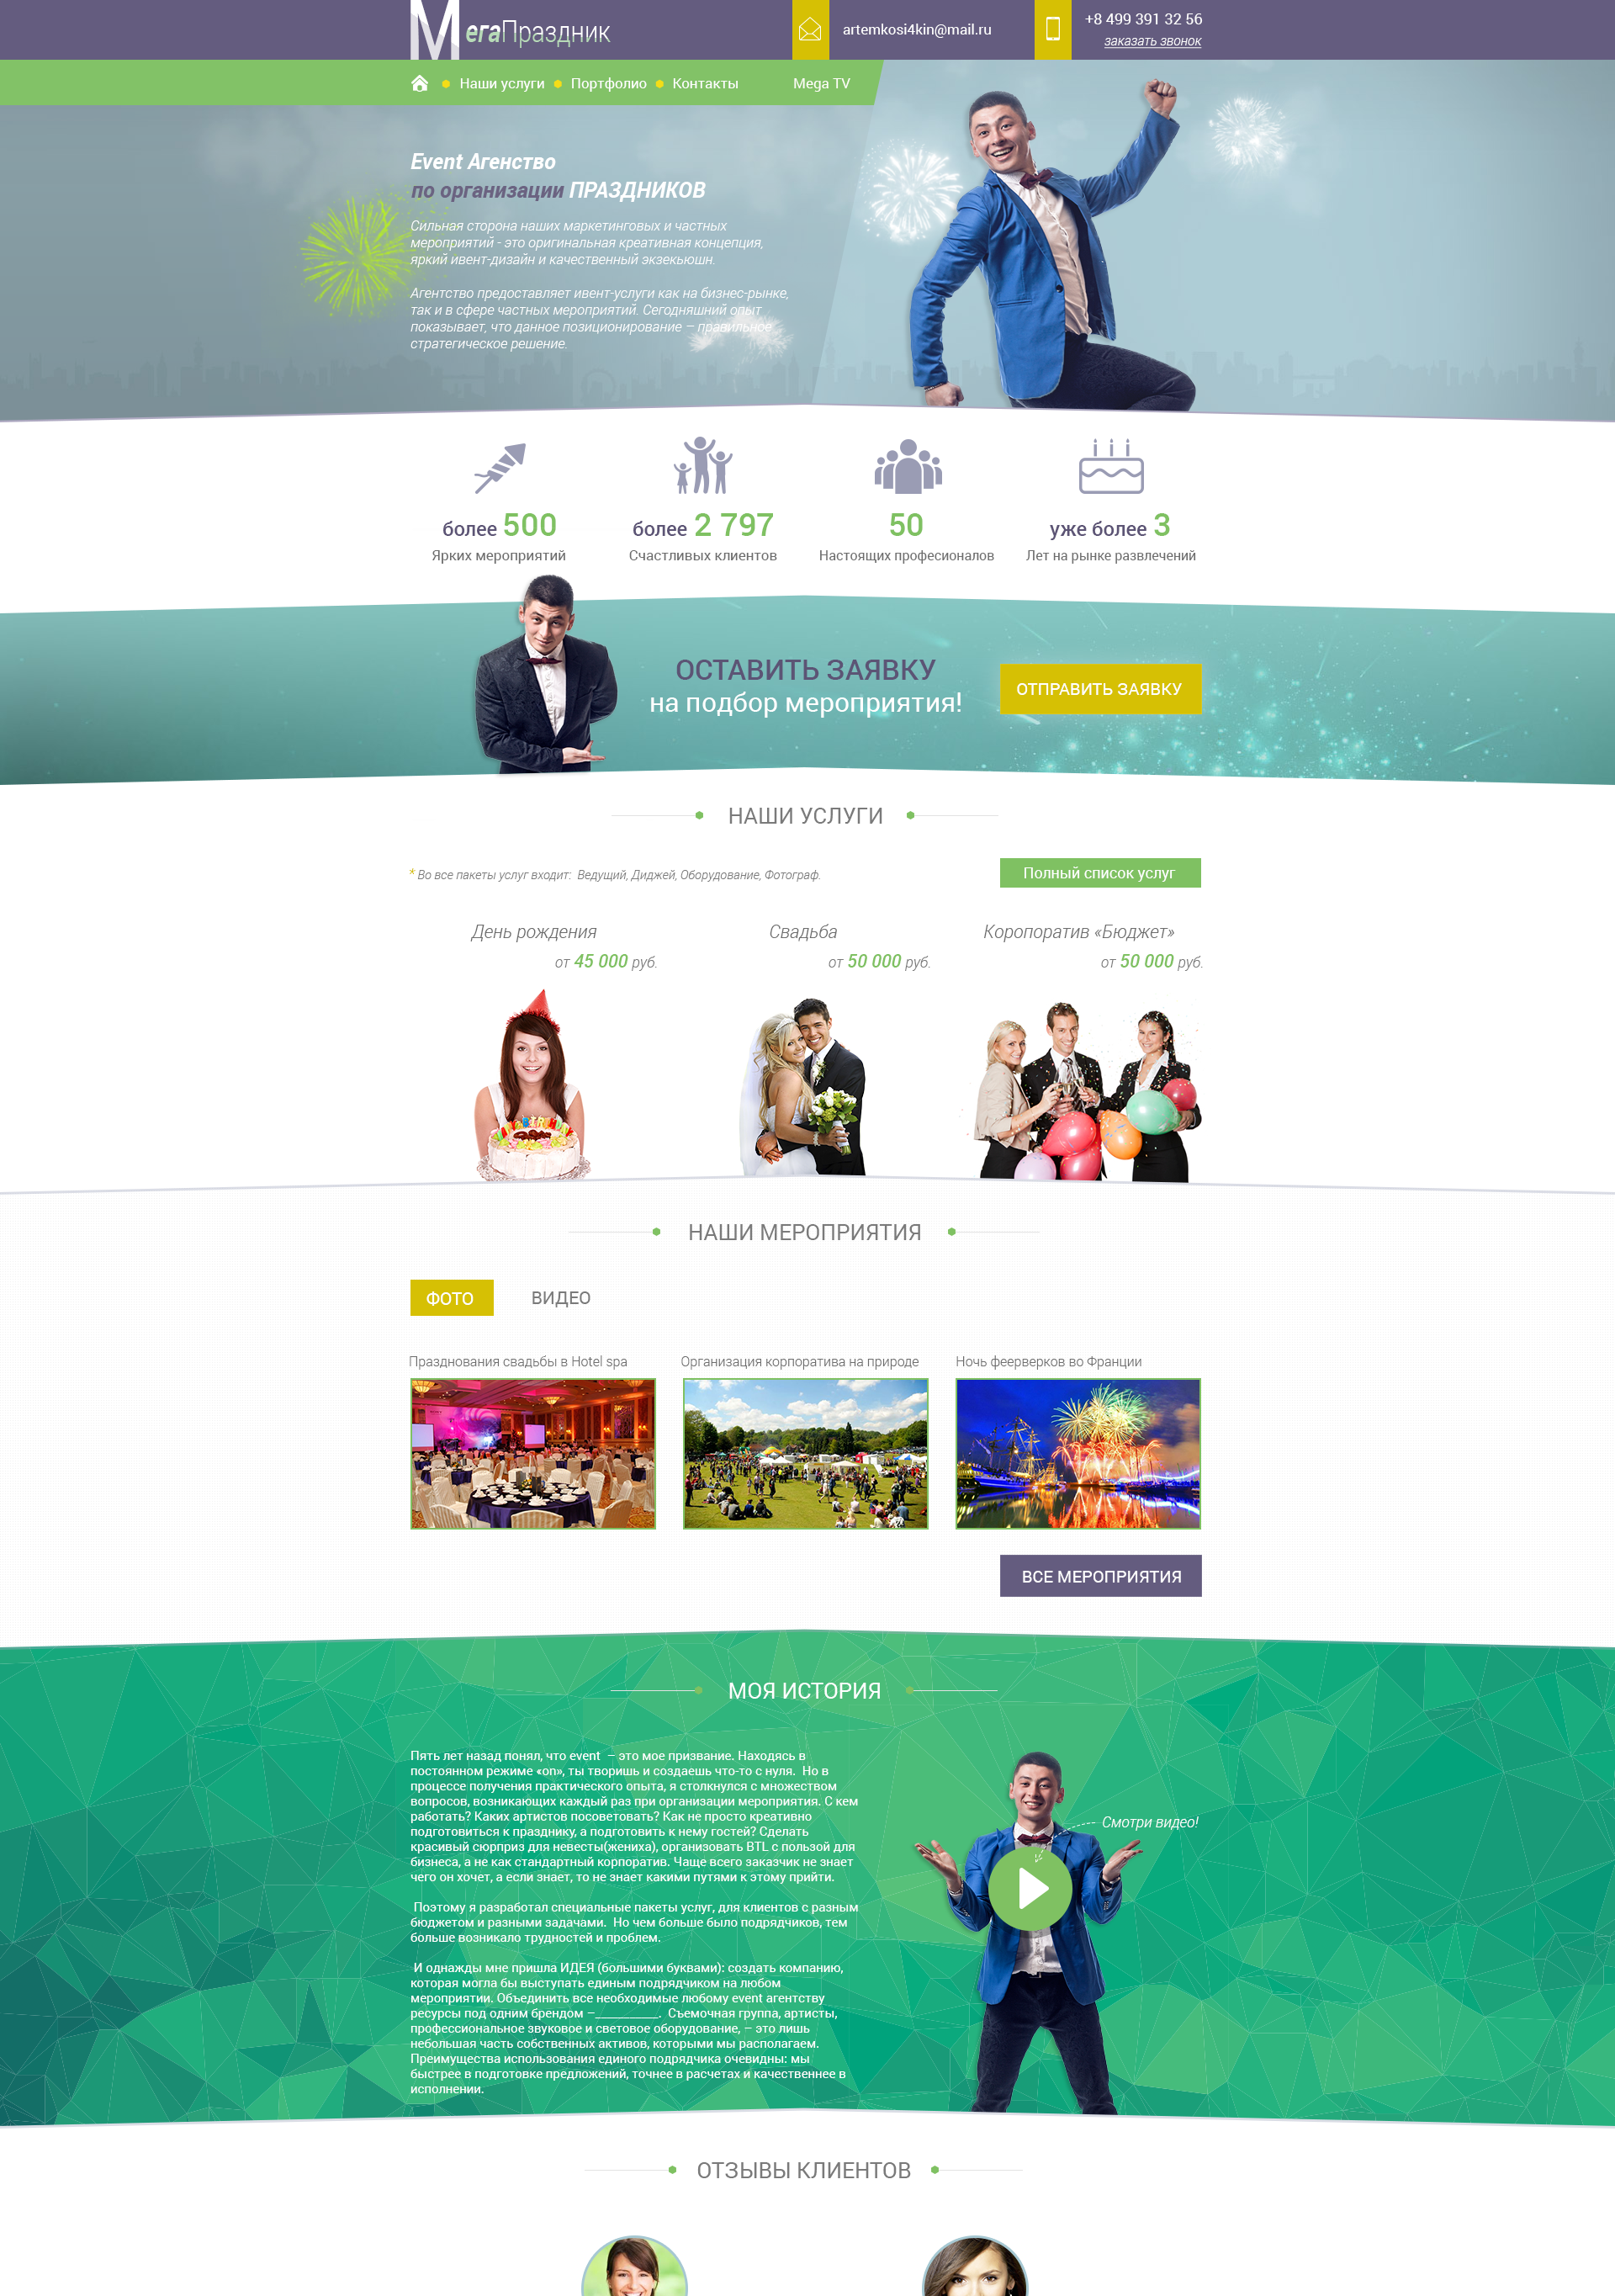 МегаПраздник
artemkosi4kin@mail.ru
+8 499 391 32 56
заказать звонок
Наши услуги
Портфолио
Контакты
Mega TV
Event Агенство
по организации ПРАЗДНИКОВ
Сильная сторона наших маркетинговых и частных
мероприятий - это оригинальная креативная концепция,
яркий ивент-дизайн и качественный экзекьюшн.
Агентство предоставляет ивент-услуги как на бизнес-рынке,
так и в сфере частных мероприятий. Сегодняшний опыт
показывает, что данное позиционирование – правильное
стратегическое решение.
более 500
Ярких мероприятий
более 2 797
Счастливых клиентов
50
Настоящих професионалов
уже более 3
Лет на рынке развлечений
ОСТАВИТЬ ЗАЯВКУ
на подбор мероприятия!
ОТПРАВИТЬ ЗАЯВКУ
НАШИ УСЛУГИ
* Во все пакеты услуг входит: Ведущий, Диджей, Оборудование, Фотограф.
Полный список услуг
День рождения
от 45 000 руб.
Свадьба
от 50 000 руб.
Коропоратив «Бюджет»
от 50 000 руб.
НАШИ МЕРОПРИЯТИЯ
ФОТО
ВИДЕО
Празднования свадьбы в Hotel spa
Организация корпоратива на природе
Ночь феерверков во Франции
ВСЕ МЕРОПРИЯТИЯ
МОЯ ИСТОРИЯ
Пять лет назад понял, что event – это мое призвание. Находясь в
постоянном режиме «on», ты творишь и создаешь что-то с нуля. Но в
процессе получения практического опыта, я столкнулся с множеством
вопросов, возникающих каждый раз при организации мероприятия. С кем
работать? Каких артистов посоветовать? Как не просто креативно
подготовиться к празднику, а подготовить к нему гостей? Сделать
красивый сюрприз для невесты(жениха), организовать BTL с пользой для
бизнеса, а не как стандартный корпоратив. Чаще всего заказчик не знает
чего он хочет, а если знает, то не знает какими путями к этому прийти.
Поэтому я разработал специальные пакеты услуг, для клиентов с разным
бюджетом и разными задачами. Но чем больше было подрядчиков, тем
больше возникало трудностей и проблем.
И однажды мне пришла ИДЕЯ (большими буквами): создать компанию,
которая могла бы выступать единым подрядчиком на любом
мероприятии. Объединить все необходимые любому event агентству
ресурсы под одним брендом –__________. Съемочная группа, артисты,
профессиональное звуковое и световое оборудование, – это лишь
небольшая часть собственных активов, которыми мы располагаем.
Преимущества использования единого подрядчика очевидны: мы
быстрее в подготовке предложений, точнее в расчетах и качественнее в
исполнении.
Смотри видео!
ОТЗЫВЫ КЛИЕНТОВ